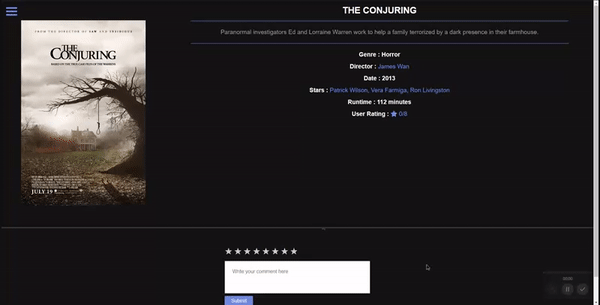 THE CONJURING
Paranormal investigators Ed and Lorraine Warren work to help a family terrorized by a dark presence in their farmhouse.
Genre : Horror
Director : James Wan
Date : 2013
Stars : Patrick Wilson, Vera Farmiga, Ron Livingston
Runtime : 112 minutes
User Rating : 0/8
FROM THE DIRECTOR OF SAW AND INSIDIOUS
THE
CONJURING
BASED ON THE TRUE CASE FILES OF THE WARRENS
JULY 19
Write your comment here
Submit